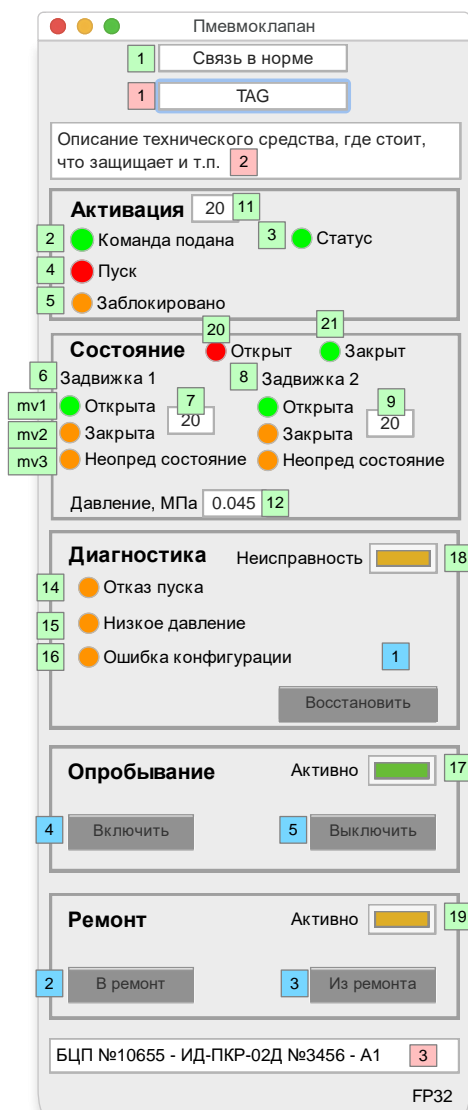 Пмевмоклапан
1 Связь в норме
1 TAG
Описание технического средства, где стоит,
что защищает и т.п. 2
Активация 20 11
2 Команда подана 3 Статус
4 Пуск
5 Заблокировано
20 21
Состояние Открыт Закрыт
6 Задвижка 1 8 Задвижка 2
mv1 Открыта 7 20 Открыта 9 20
mv2 Закрыта Закрыта
mv3 Неопред состояние Неопред состояние
Давление, МПа 0.045 12
Диагностика Неисправность 18
14 Отказ пуска
15 Низкое давление
16 Ошибка конфигурации 1
Восстановить
Опробывание Активно 17
4 Включить 5 Выключить
Ремонт Активно 19
2 В ремонт 3 Из ремонта
БЦП №10655 - ИД-ПКР-02Д №3456 - А1 3
FP32